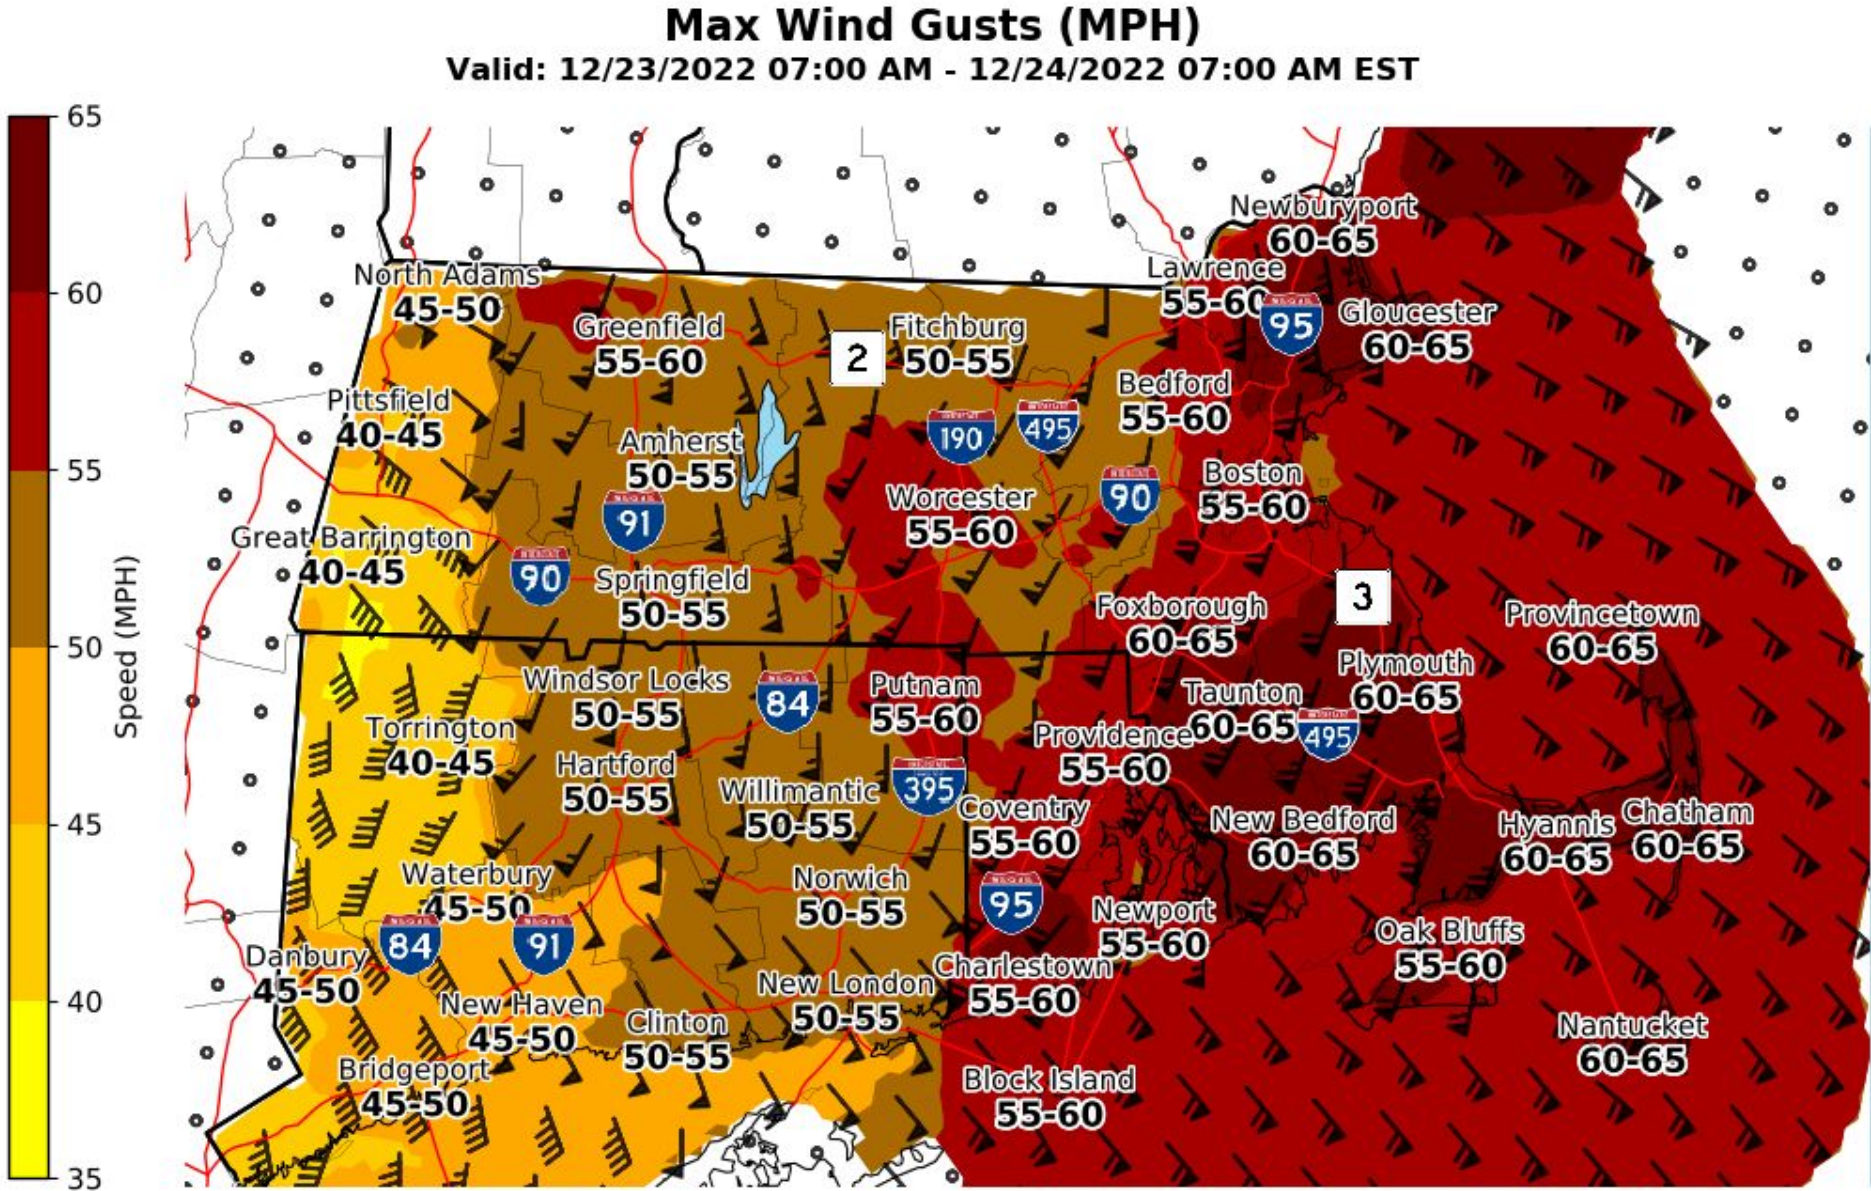 Max Wind Gusts (MPH)
Valid: 12/23/2022 07:00 AM - 12/24/2022 07:00 AM EST
65
60
55
50
45
40
35
Speed (MPH)
Newburyport
60-65
North Adams
45-50
Lawrence
55-60
95
Gloucester
60-65
Greenfield
55-60
2
Fitchburg
50-55
Pittsfield
40-45
Bedford
55-60
190
495
Amherst
50-55
Boston
55-60
Worcester
55-60
90
91
Great Barrington
40-45
90
Springfield
50-55
3
Foxborough
60-65
Provincetown
60-65
Plymouth
60-65
Windsor Locks
50-55
84
Putnam
55-60
Taunton
60-65
495
Torrington
40-45
Providence
55-60
Hartford
50-55
395
Willimantic
50-55
Coventry
55-60
New Bedford
60-65
Hyannis
60-65
Chatham
60-65
Waterbury
45-50
Norwich
50-55
95
Newport
55-60
84
91
Oak Bluffs
55-60
Danbury
45-50
Charlestown
55-60
New London
50-55
New Haven
45-50
Clinton
50-55
Nantucket
60-65
Bridgeport
45-50
Block Island
55-60